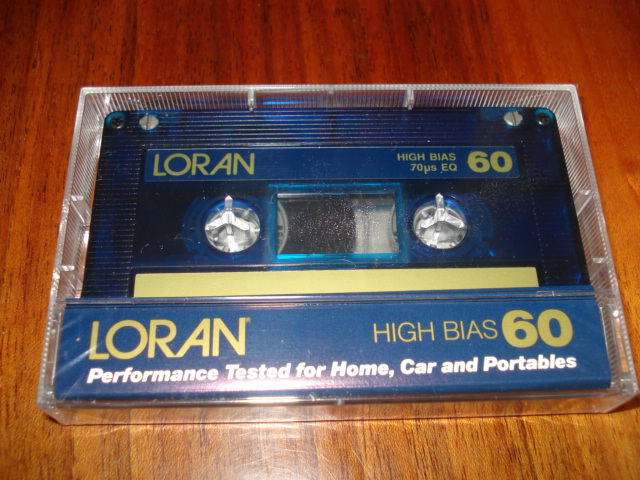 LORAN
HIGH BIAS
70µs EQ
60
LORAN®
HIGH BIAS 60
Performance Tested for Home, Car and Portables